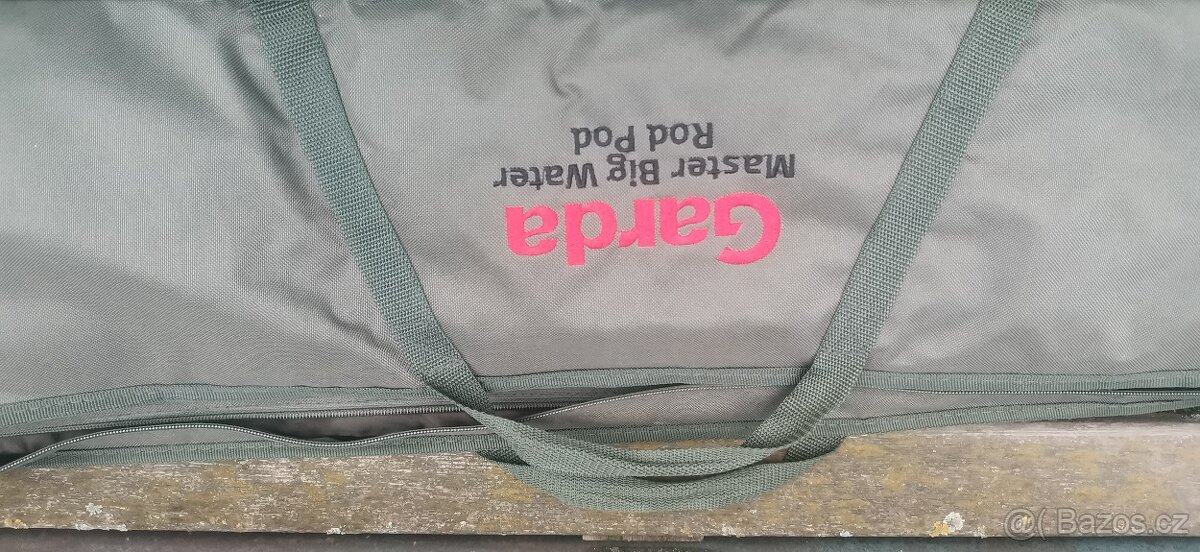 Garda
Master Big Water
Rod Pod
@( Bazos.cz